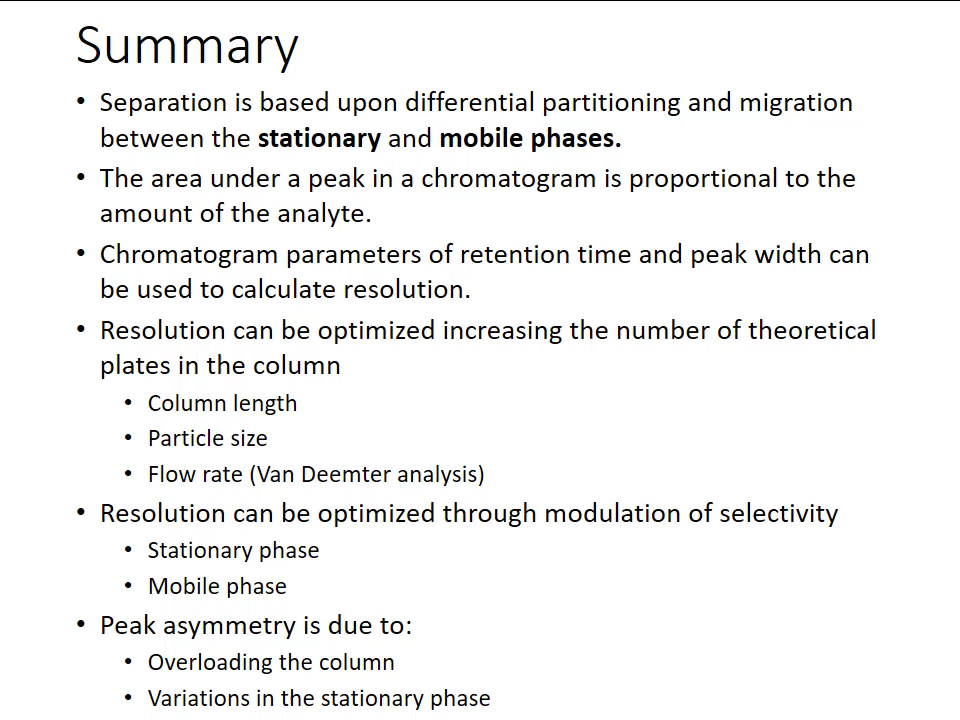 Summary
• Separation is based upon differential partitioning and migration
between the stationary and mobile phases.
• The area under a peak in a chromatogram is proportional to the
amount of the analyte.
• Chromatogram parameters of retention time and peak width can
be used to calculate resolution.
• Resolution can be optimized increasing the number of theoretical
plates in the column
• Column length
• Particle size
• Flow rate (Van Deemter analysis)
• Resolution can be optimized through modulation of selectivity
• Stationary phase
• Mobile phase
• Peak asymmetry is due to:
• Overloading the column
• Variations in the stationary phase